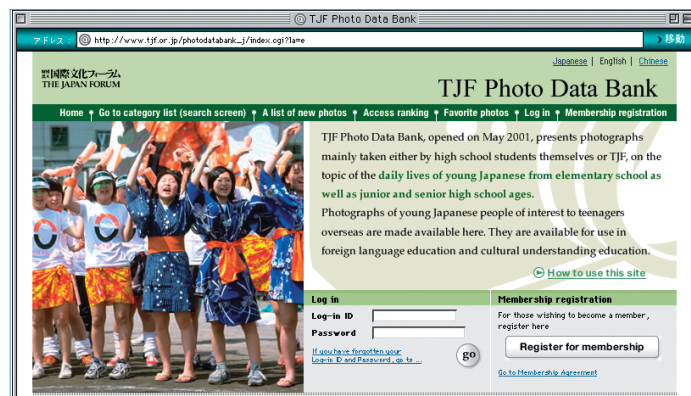 TJF Photo Data Bank
アドレス: http://www.tjf.or.jp/photodatabank_j/index.cgi?la=e 移動
Japanese | English | Chinese
財団法人 国際文化フォーラム
THE JAPAN FORUM
TJF Photo Data Bank
Home Go to category list (search screen) A list of new photos Access ranking Favorite photos Log in Membership registration
TJF Photo Data Bank, opened on May 2001, presents photographs
mainly taken either by high school students themselves or TJF, on the
topic of the daily lives of young Japanese from elementary school as
well as junior and senior high school ages.
Photographs of young Japanese people of interest to teenagers
overseas are made available here. They are available for use in
foreign language education and cultural understanding education.
How to use this site
Log in
Log-in ID
Password
If you have forgotten your
Log-in ID and Password, go to ...
go
Membership registration
For those wishing to become a member,
register here
Register for membership
Go to Membership Agreement